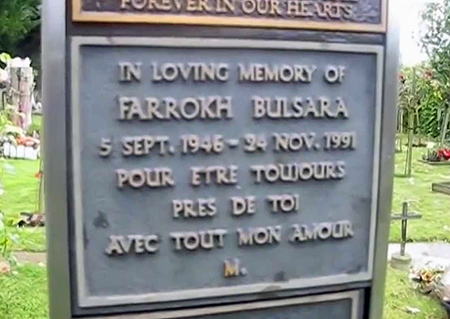 FOREVER IN OUR HEARTS
IN LOVING MEMORY OF
FARROKH BULSARA
5 SEPT. 1946 – 24 NOV. 1991
POUR ETRE TOUJOURS
PRES DE TOI
AVEC TOUT MON AMOUR
M.